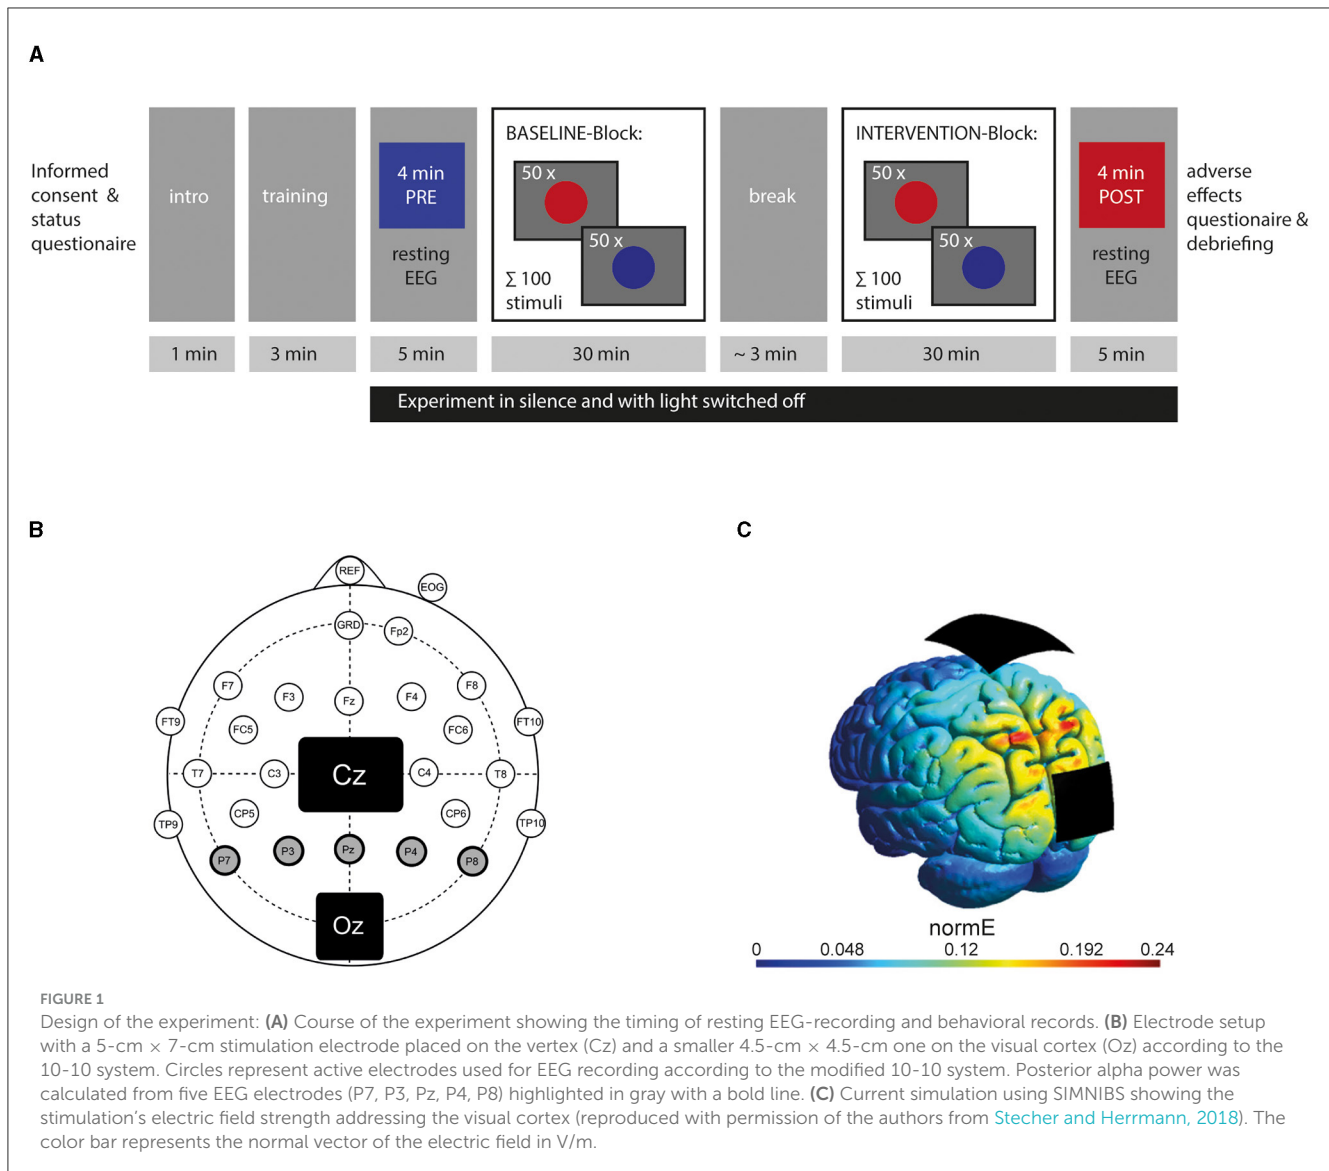 A
Informed
consent &
status
questionaire
intro
training
4 min
PRE
resting
EEG
BASELINE-Block:
50 x
50 x
∑ 100
stimuli
break
INTERVENTION-Block:
50 x
50 x
∑ 100
stimuli
4 min
POST
resting
EEG
adverse
effects
questionaire &
debriefing
1 min
3 min
5 min
30 min
~ 3 min
30 min
5 min
Experiment in silence and with light switched off
B
REF
EOG
GRD
Fp2
F7
F3
Fz
F4
F8
FT9
FC5
FC6
FT10
T7
C3
Cz
C4
T8
TP9
CP5
CP6
TP10
P7
P3
Pz
P4
P8
Oz
C
normE
0 0.048 0.12 0.192 0.24
FIGURE 1
Design of the experiment: (A) Course of the experiment showing the timing of resting EEG-recording and behavioral records. (B) Electrode setup
with a 5-cm × 7-cm stimulation electrode placed on the vertex (Cz) and a smaller 4.5-cm × 4.5-cm one on the visual cortex (Oz) according to the
10-10 system. Circles represent active electrodes used for EEG recording according to the modified 10-10 system. Posterior alpha power was
calculated from five EEG electrodes (P7, P3, Pz, P4, P8) highlighted in gray with a bold line. (C) Current simulation using SIMNIBS showing the
stimulation's electric field strength addressing the visual cortex (reproduced with permission of the authors from Stecher and Herrmann, 2018). The
color bar represents the normal vector of the electric field in V/m.